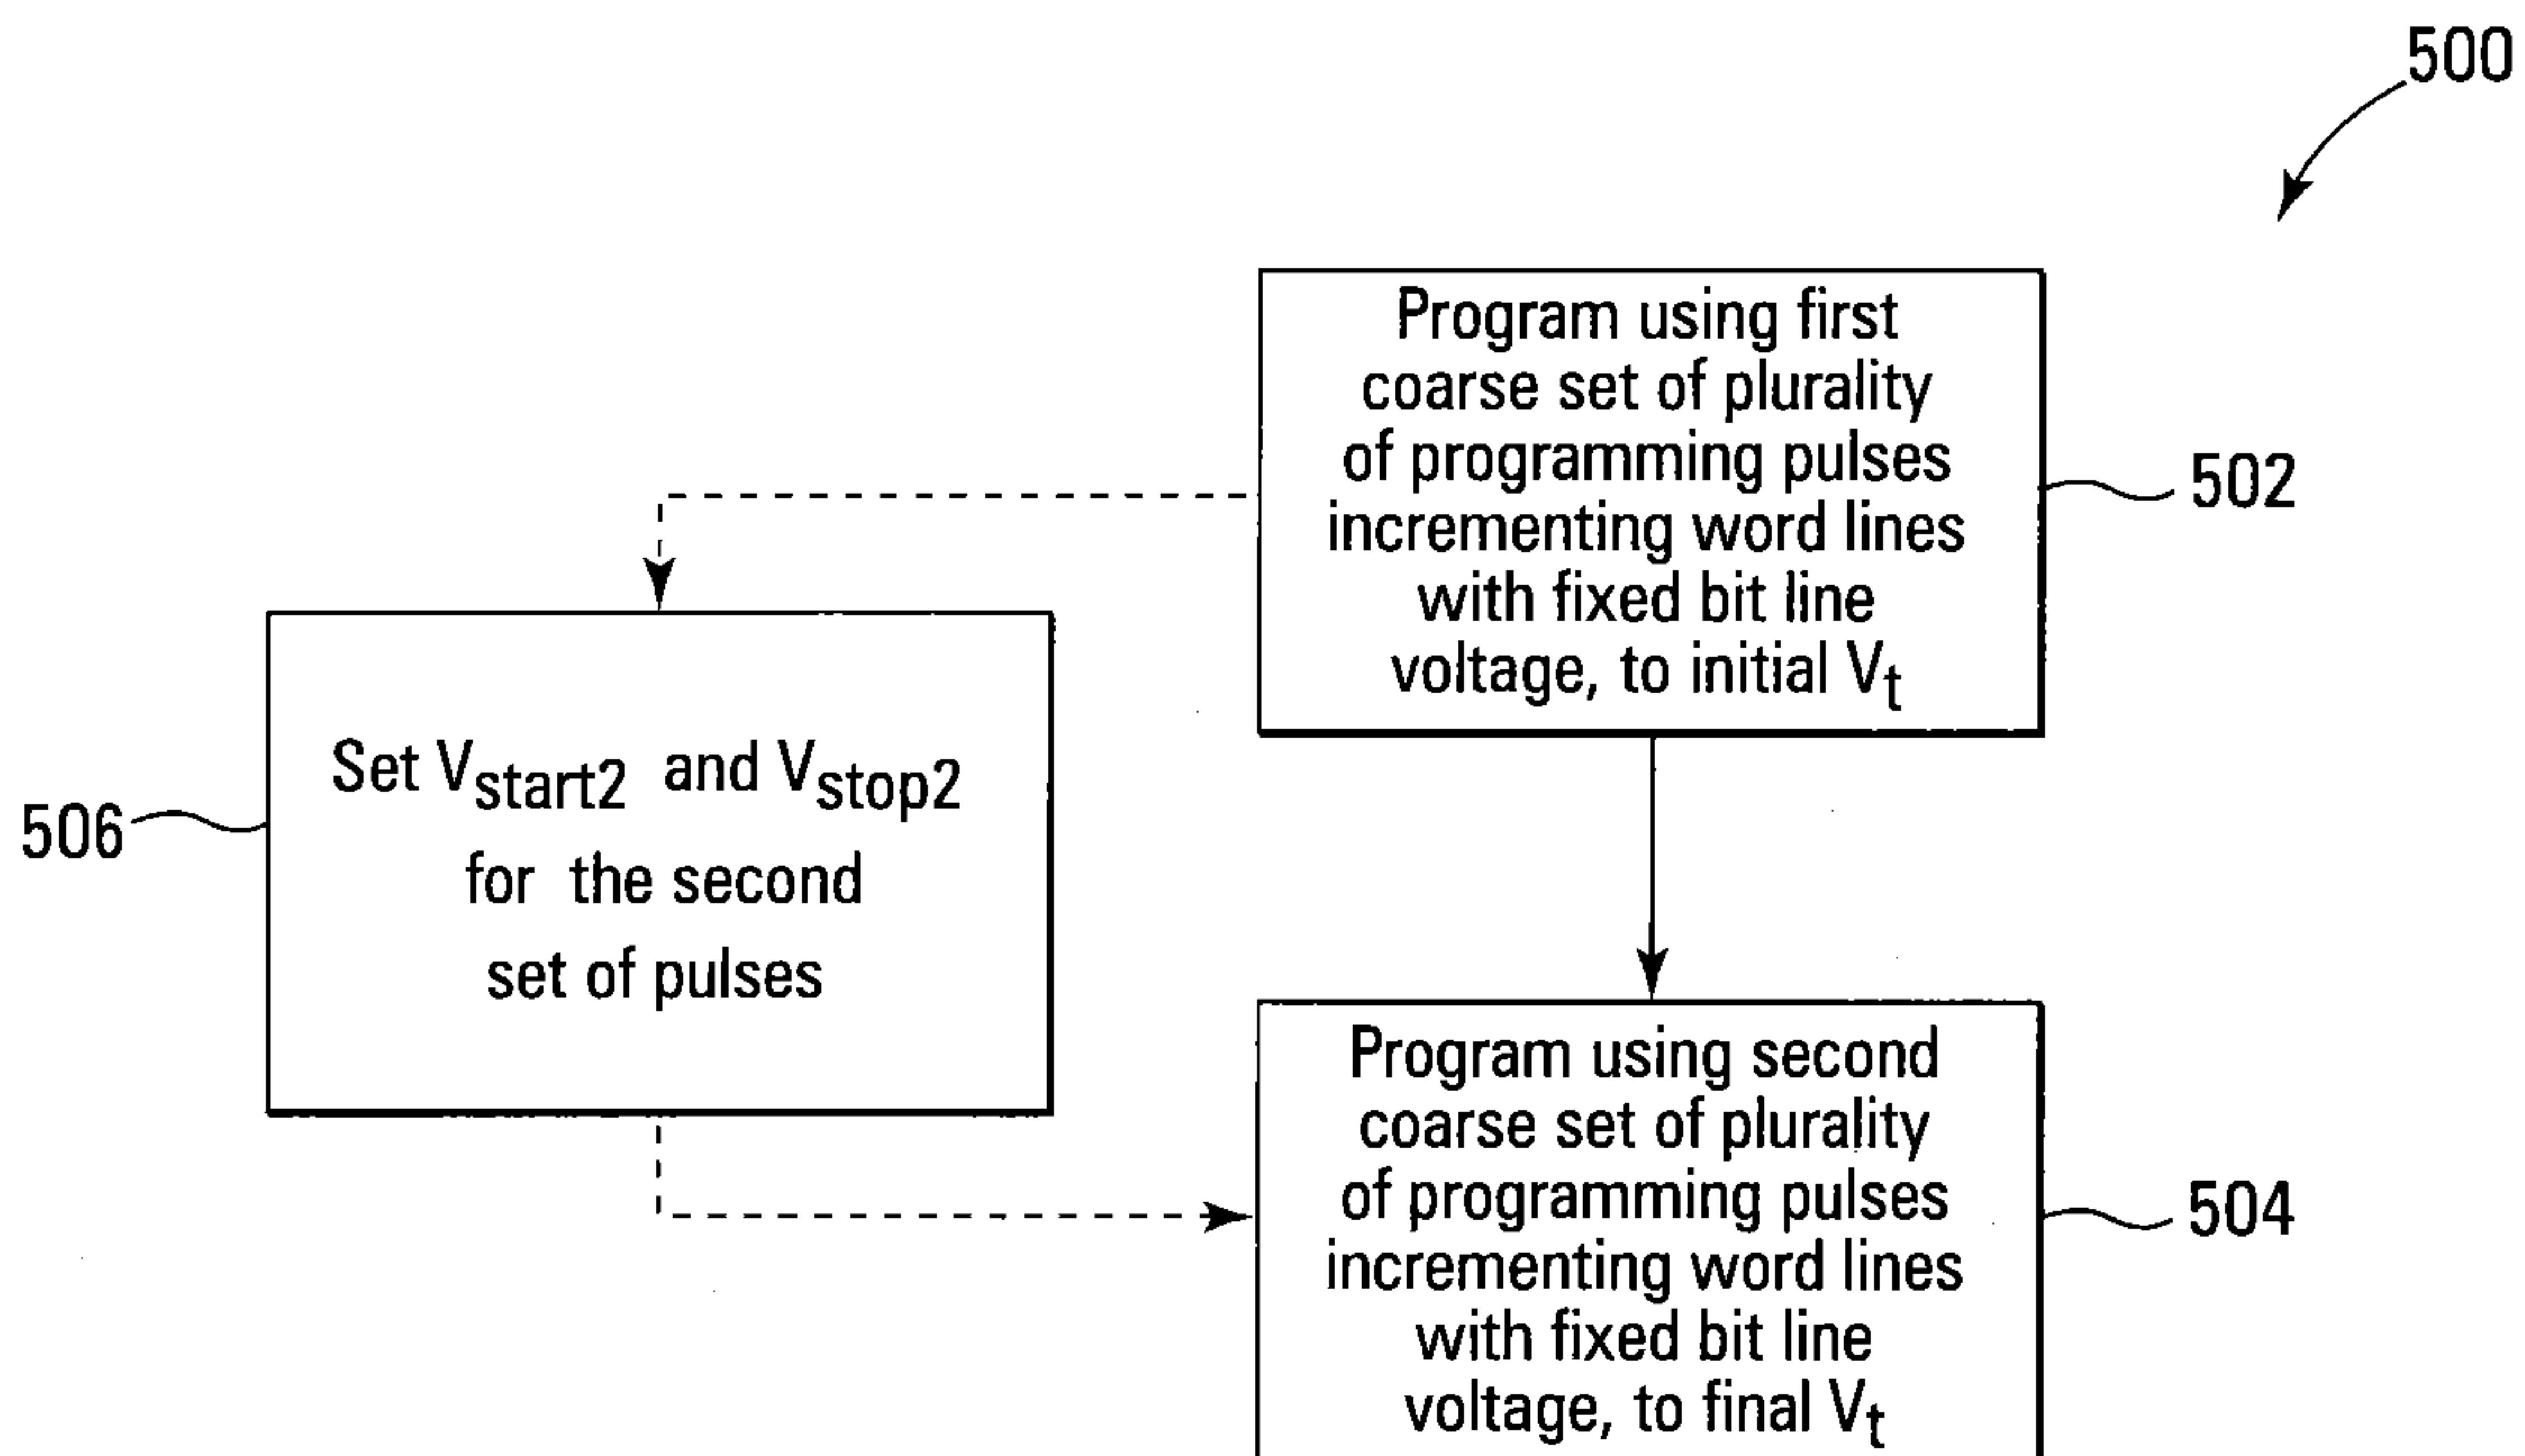 500
Program using first
coarse set of plurality
of programming pulses
incrementing word lines
with fixed bit line
voltage, to initial Vt
502
Set Vstart2 and Vstop2
for the second
set of pulses
506
Program using second
coarse set of plurality
of programming pulses
incrementing word lines
with fixed bit line
voltage, to final Vt
504